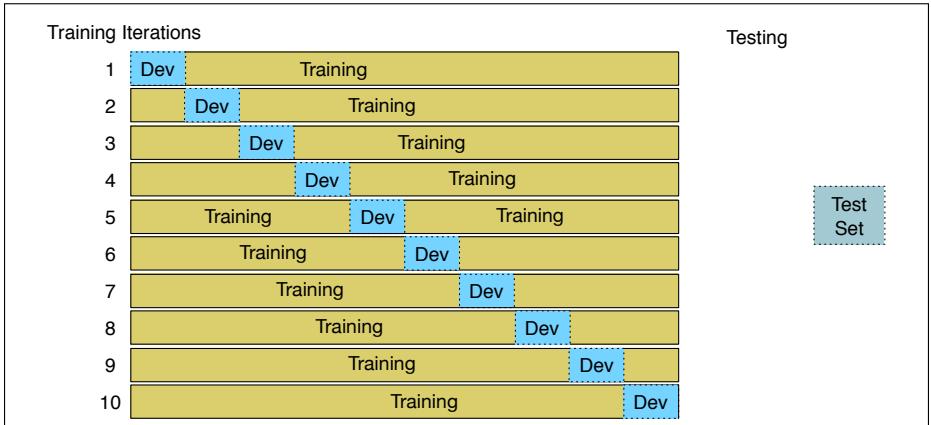 Training Iterations
Testing
1 Dev Training
2 Dev Training
3 Dev Training
4 Dev Training
5 Training Dev Training
6 Training Dev
7 Training Dev
8 Training Dev
9 Training Dev
10 Training Dev
Test
Set